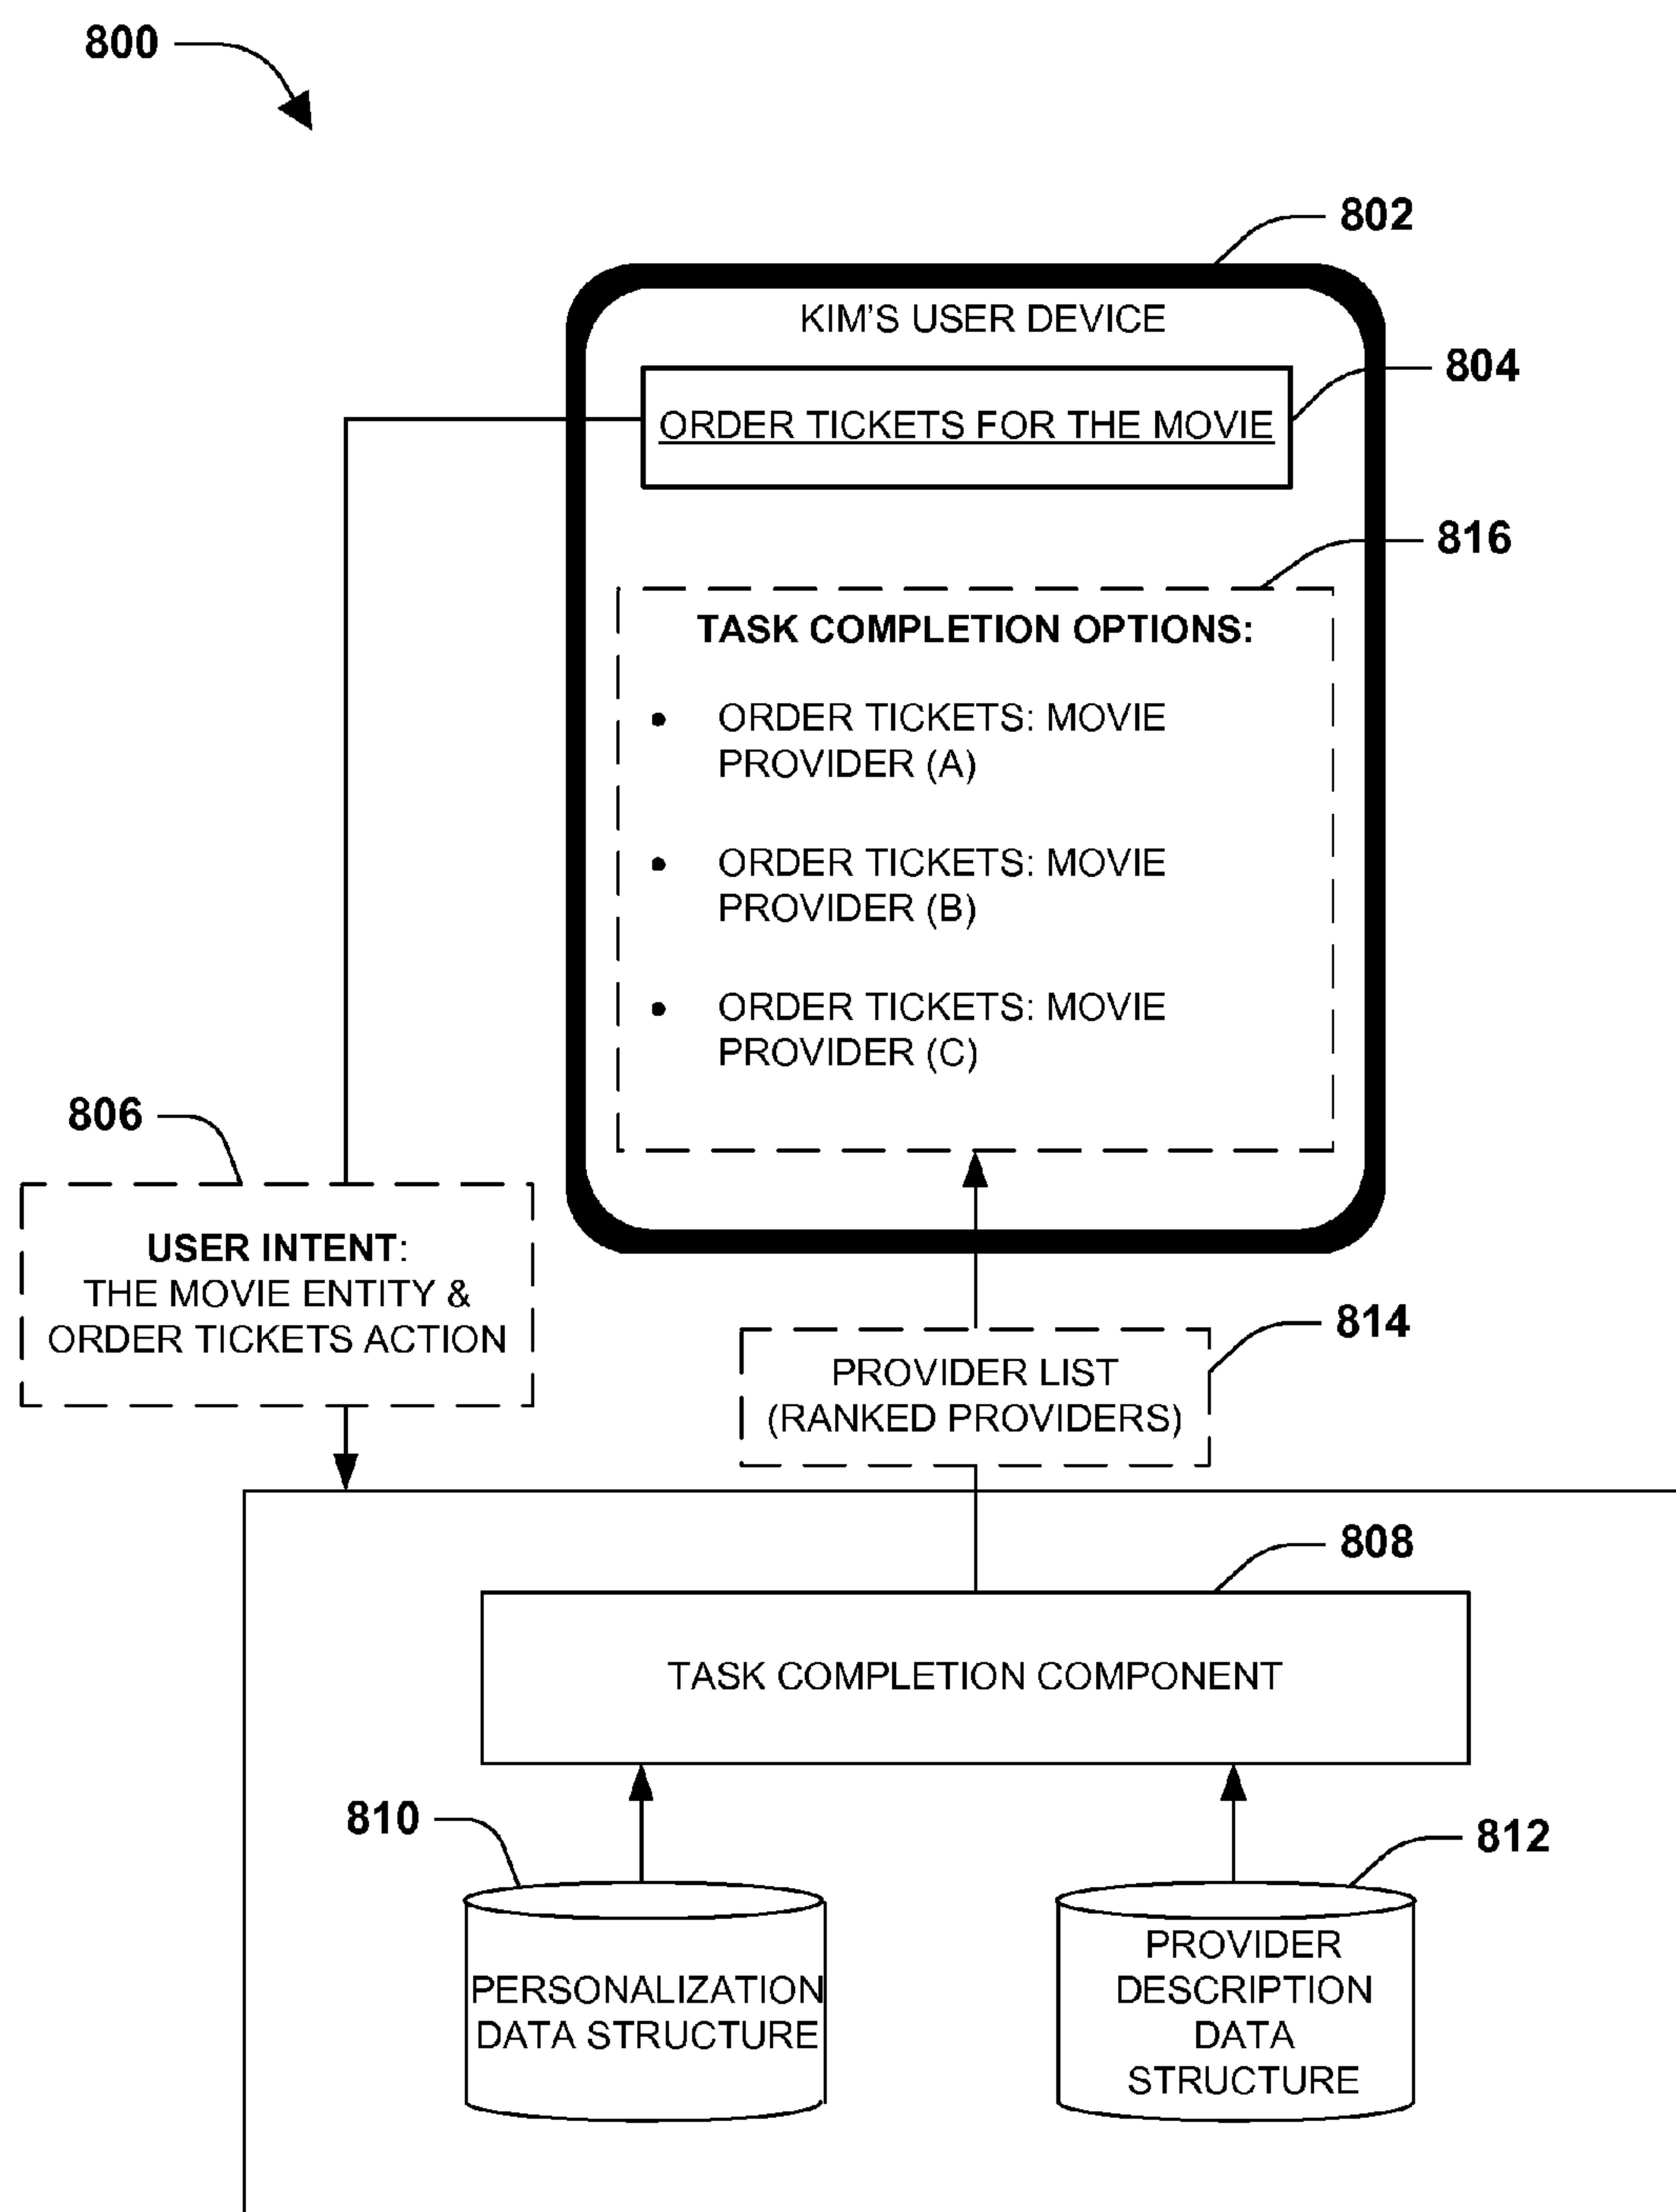 800
802
KIM'S USER DEVICE
804
ORDER TICKETS FOR THE MOVIE
816
TASK COMPLETION OPTIONS:
• ORDER TICKETS: MOVIE
PROVIDER (A)
• ORDER TICKETS: MOVIE
PROVIDER (B)
• ORDER TICKETS: MOVIE
PROVIDER (C)
806
USER INTENT:
THE MOVIE ENTITY &
ORDER TICKETS ACTION
814
PROVIDER LIST
(RANKED PROVIDERS)
808
TASK COMPLETION COMPONENT
810
PERSONALIZATION
DATA STRUCTURE
812
PROVIDER
DESCRIPTION
DATA
STRUCTURE